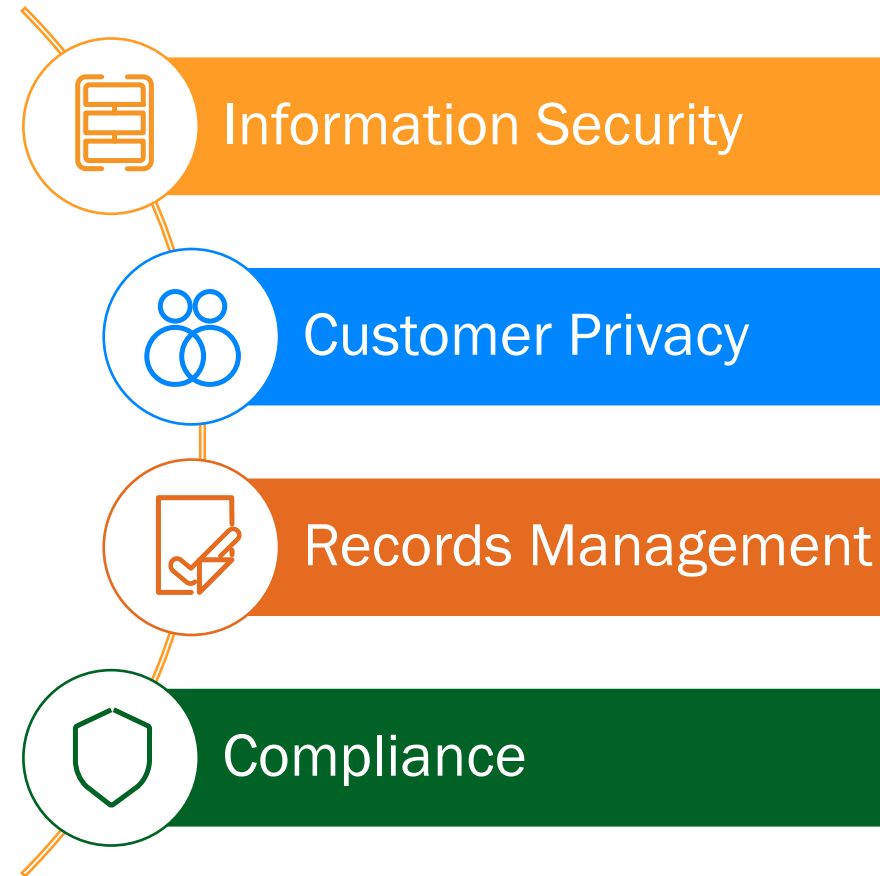 Information Security
Customer Privacy
Records Management
Compliance